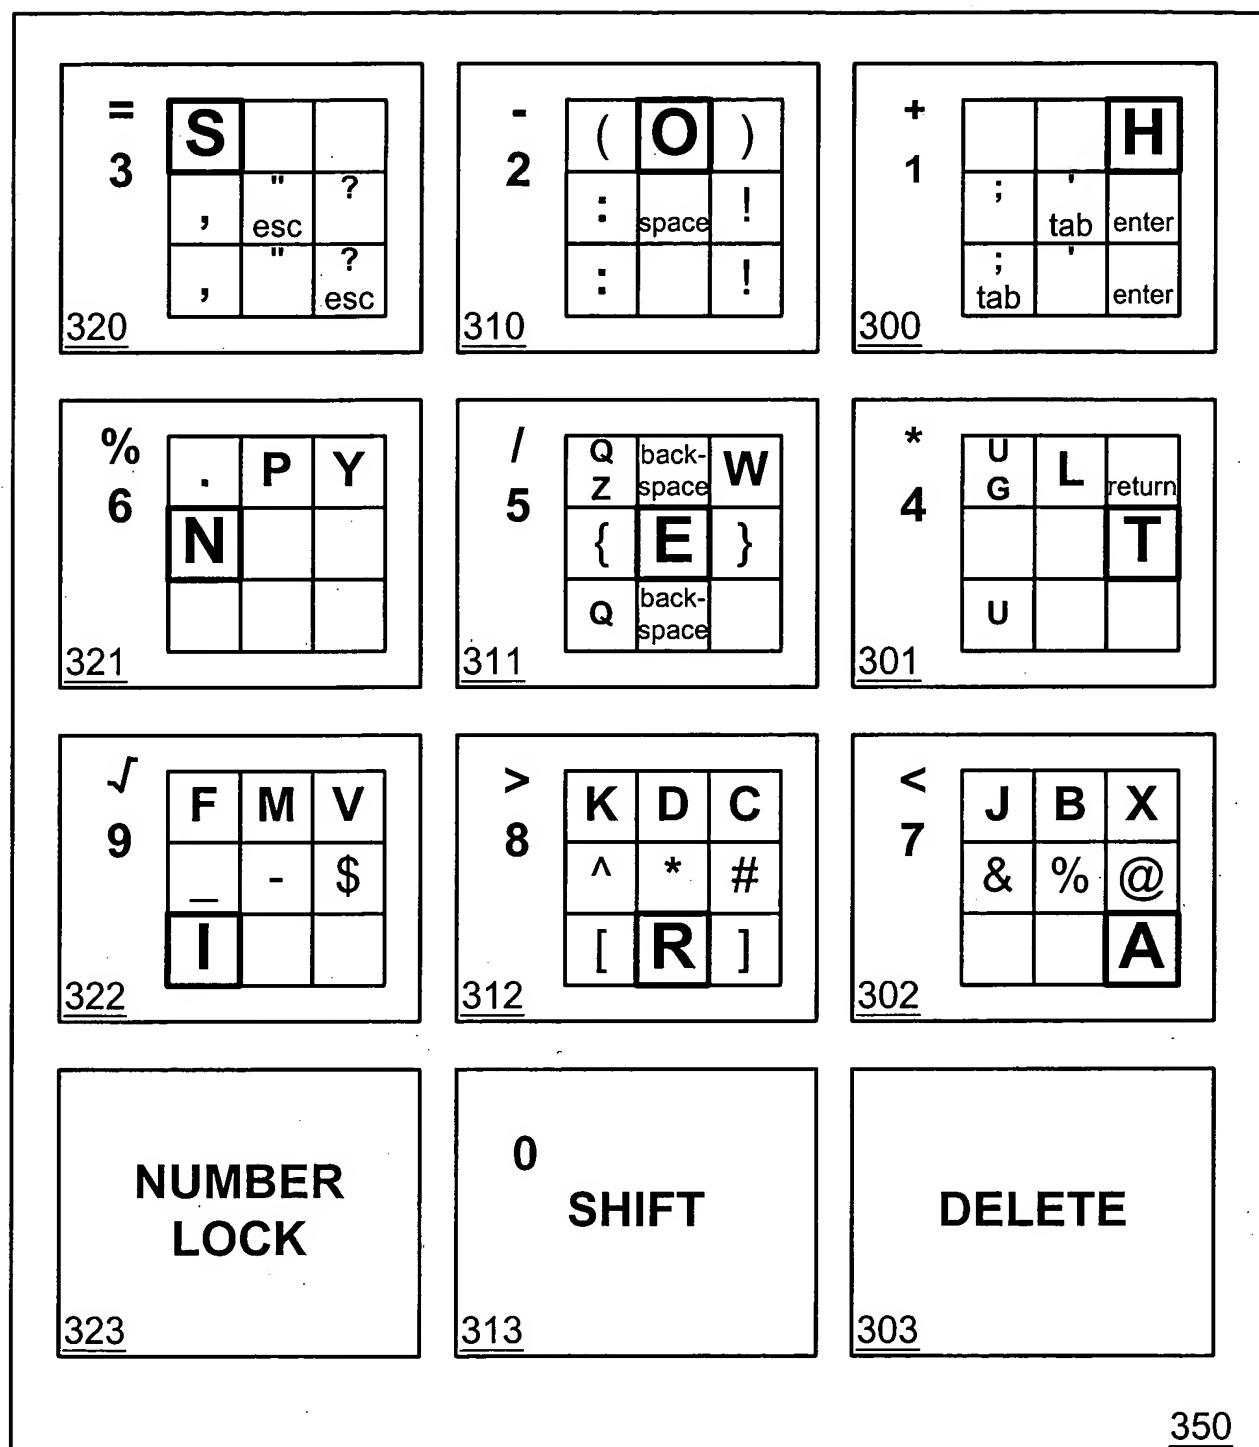 = S
3 , " esc ?
, " ? esc
320
- ( O )
2 : space !
: !
310
+ H
1 ; ' tab enter
; tab ' enter
300
% . P Y
6 N
321
/ Q Z back-space W
5 { E }
Q back-space
311
* U G L return
4 T
U
301
√ F M V
9 _ - $
I
322
> K D C
8 ^ * #
[ R ]
312
< J B X
7 & % @
A
302
NUMBER
LOCK
323
0
SHIFT
313
DELETE
303
350